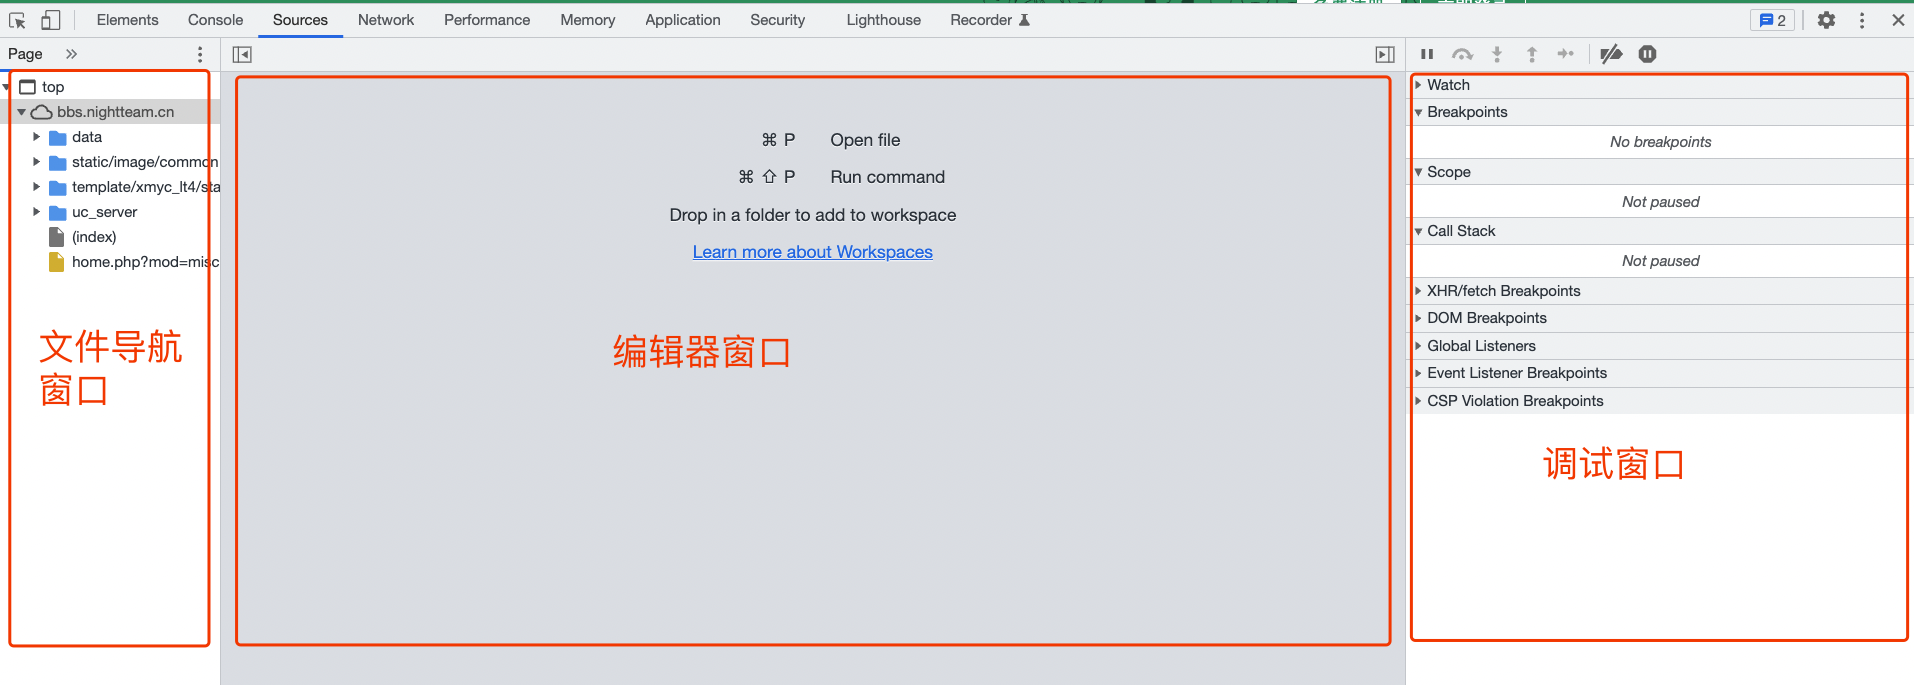 Elements Console Sources Network Performance Memory Application Security Lighthouse Recorder 2
Page
top
bbs.nightteam.cn
data
static/image/common
template/xmyc_lt4/sta
uc_server
(index)
home.php?mod=misc
文件导航
窗口
⌘ P Open file
⌘ ⇧ P Run command
Drop in a folder to add to workspace
Learn more about Workspaces
编辑器窗口
Watch
Breakpoints
No breakpoints
Scope
Not paused
Call Stack
Not paused
XHR/fetch Breakpoints
DOM Breakpoints
Global Listeners
Event Listener Breakpoints
CSP Violation Breakpoints
调试窗口